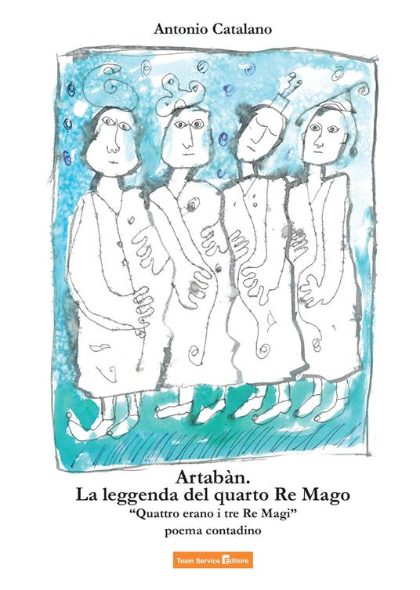 Antonio Catalano
Artabàn.
La leggenda del quarto Re Mago
“Quattro erano i tre Re Magi”
poema contadino
Team Service Editore